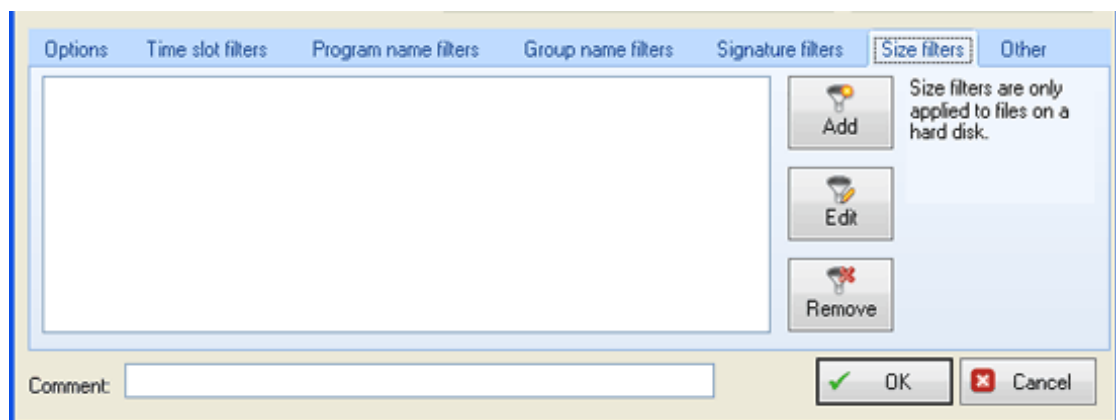 Options Time slot filters Program name filters Group name filters Signature filters Size filters Other
Size filters are only
applied to files on a
hard disk.
Add
Edit
Remove
Comment:
OK Cancel